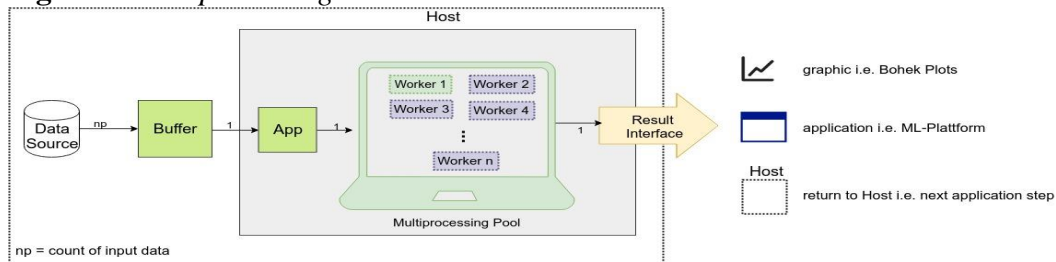 Host
Data
Source
np
Buffer
1
App
1
Worker 1
Worker 2
Worker 3
Worker 4
Worker n
Multiprocessing Pool
1
Result
Interface
np = count of input data
graphic i.e. Bohek Plots
application i.e. ML-Plattform
Host
return to Host i.e. next application step